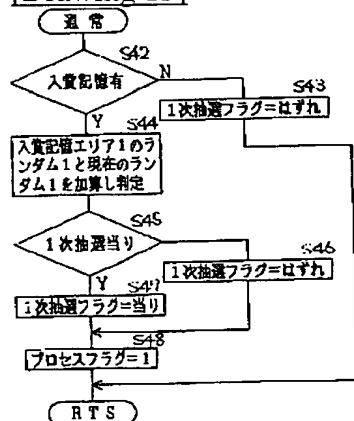 通常
S42
入賞記憶有
N
Y
S43
1次抽選フラグ=はずれ
S44
入賞記憶エリア1のラ
ンダム1と現在のラン
ダム1を加算し判定
S45
1次抽選当り
Y
S46
1次抽選フラグ=はずれ
S47
1次抽選フラグ=当り
S48
プロセスフラグ=1
RTS